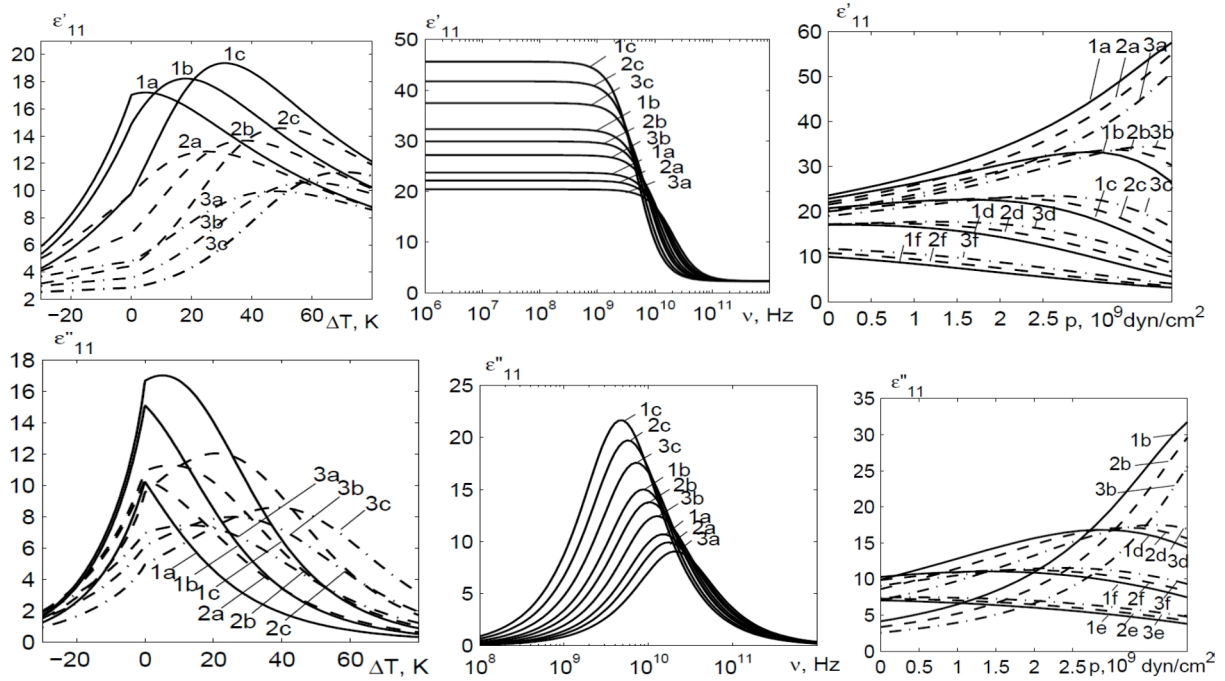 ε'11
21
20
18
16
14
12
10
8
6
4
2
−20 0 20 40 60
ΔT, K
1a
1b
1c
2a
2b
2c
3a
3b
3c
ε'11
50
40
30
20
10
0
10^6 10^7 10^8 10^9 10^10 10^11
ν, Hz
1c
2c
3c
1b
2b
3b
1a
2a
3a
ε'11
60
50
40
30
20
10
0
0 0.5 1 1.5 2 2.5
p, 10^9 dyn/cm^2
1a 2a 3a
1b 2b 3b
1c 2c 3c
1d 2d 3d
1f 2f 3f
ε''11
18
16
14
12
10
8
6
4
2
0
−20 0 20 40 60
ΔT, K
3a
3b
3c
1a
1b
1c
2a
2b
2c
ε''11
25
20
15
10
5
0
10^8 10^9 10^10 10^11
ν, Hz
1c
2c
3c
1b
2b
3b
1a
2a
3a
ε''11
35
30
25
20
15
10
5
0
0 0.5 1 1.5 2 2.5
p,10^9 dyn/cm^2
1b
2b
3b
1d 2d 3d
1f 2f 3f
1e 2e 3e